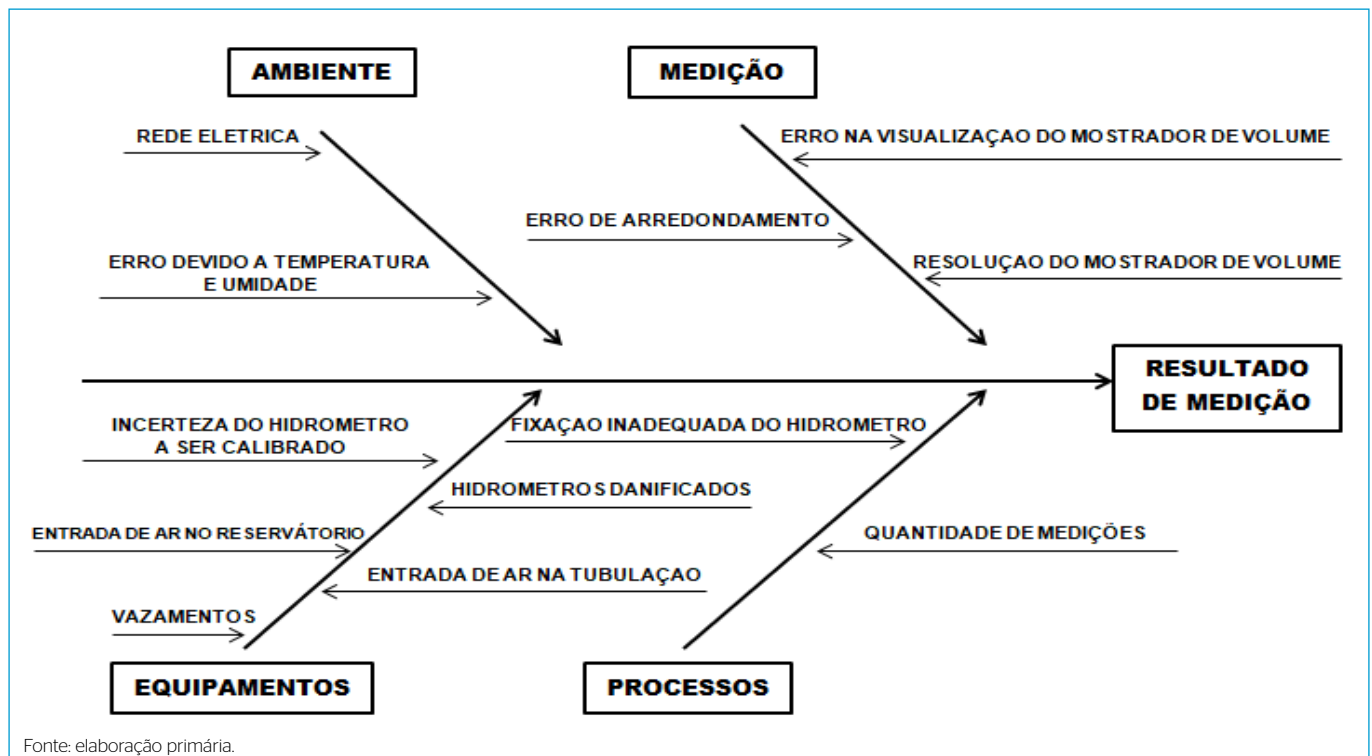 AMBIENTE
MEDIÇÃO
REDE ELETRICA
ERRO NA VISUALIZAÇAO DO MOSTRADOR DE VOLUME
ERRO DE ARREDONDAMENTO
ERRO DEVIDO A TEMPERATURA
E UMIDADE
RESOLUÇAO DO MOSTRADOR DE VOLUME
RESULTADO
DE MEDIÇÃO
INCERTEZA DO HIDROMETRO
A SER CALIBRADO
FIXAÇAO INADEQUADA DO HIDROMETRO
HIDROMETROS DANIFICADOS
ENTRADA DE AR NO RESERVÁTORIO
QUANTIDADE DE MEDIÇÕES
ENTRADA DE AR NA TUBULAÇAO
VAZAMENTOS
EQUIPAMENTOS
PROCESSOS
Fonte: elaboração primária.